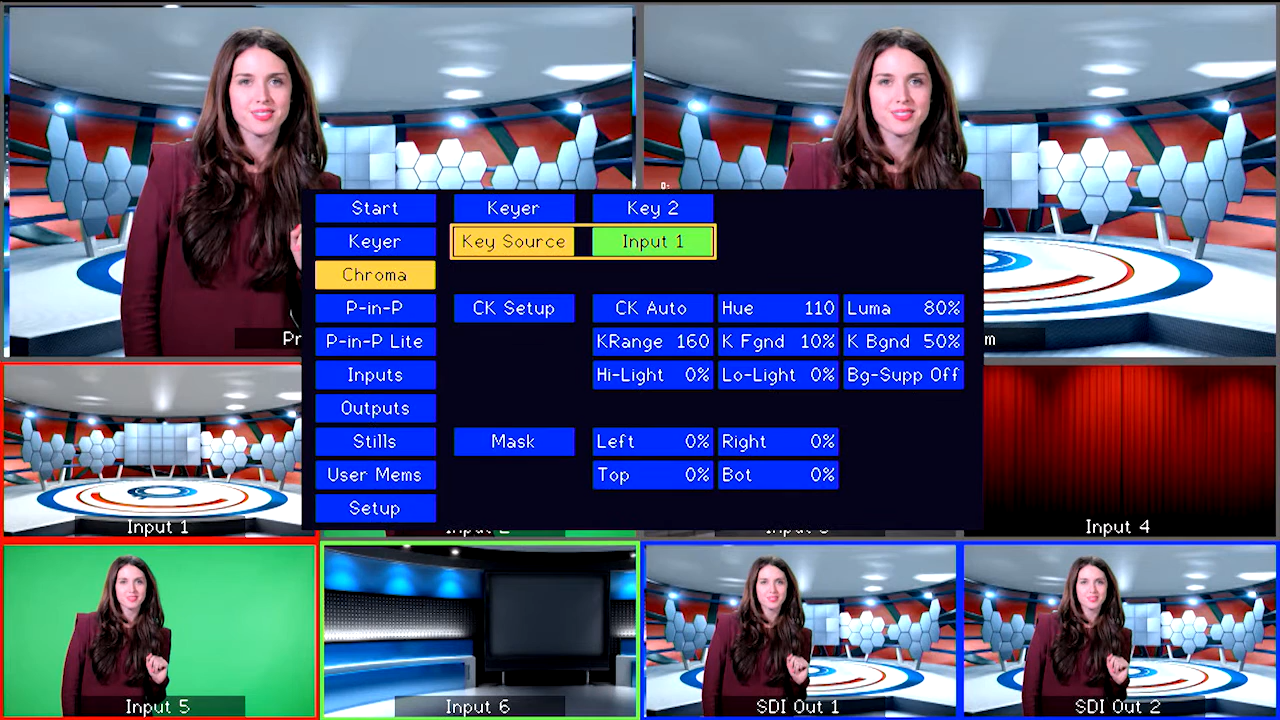 Start Keyer Key 2
Keyer Key Source Input 1
Chroma
P-in-P CK Setup CK Auto Hue 110 Luma 80%
P-in-P Lite KRange 160 K Fgnd 10% K Bgnd 50%
Pr m
Inputs Hi-Light 0% Lo-Light 0% Bg-Supp Off
Outputs
Stills Mask Left 0% Right 0%
User Mems Top 0% Bot 0%
Setup
Input 1 Input 4
Input 5 Input 6 SDI Out 1 SDI Out 2